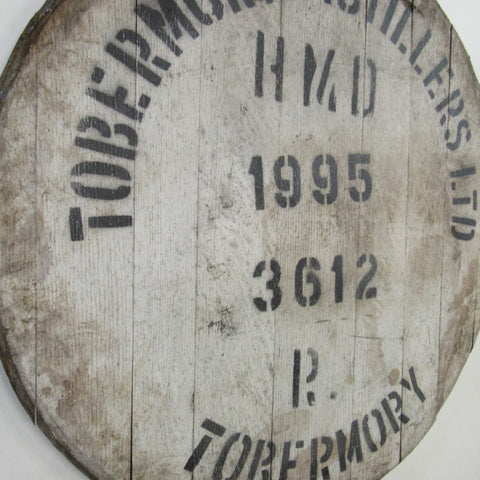 TOBERMORY DISTILLERS LTD
HMD
1995
3612
R.
TOBERMORY